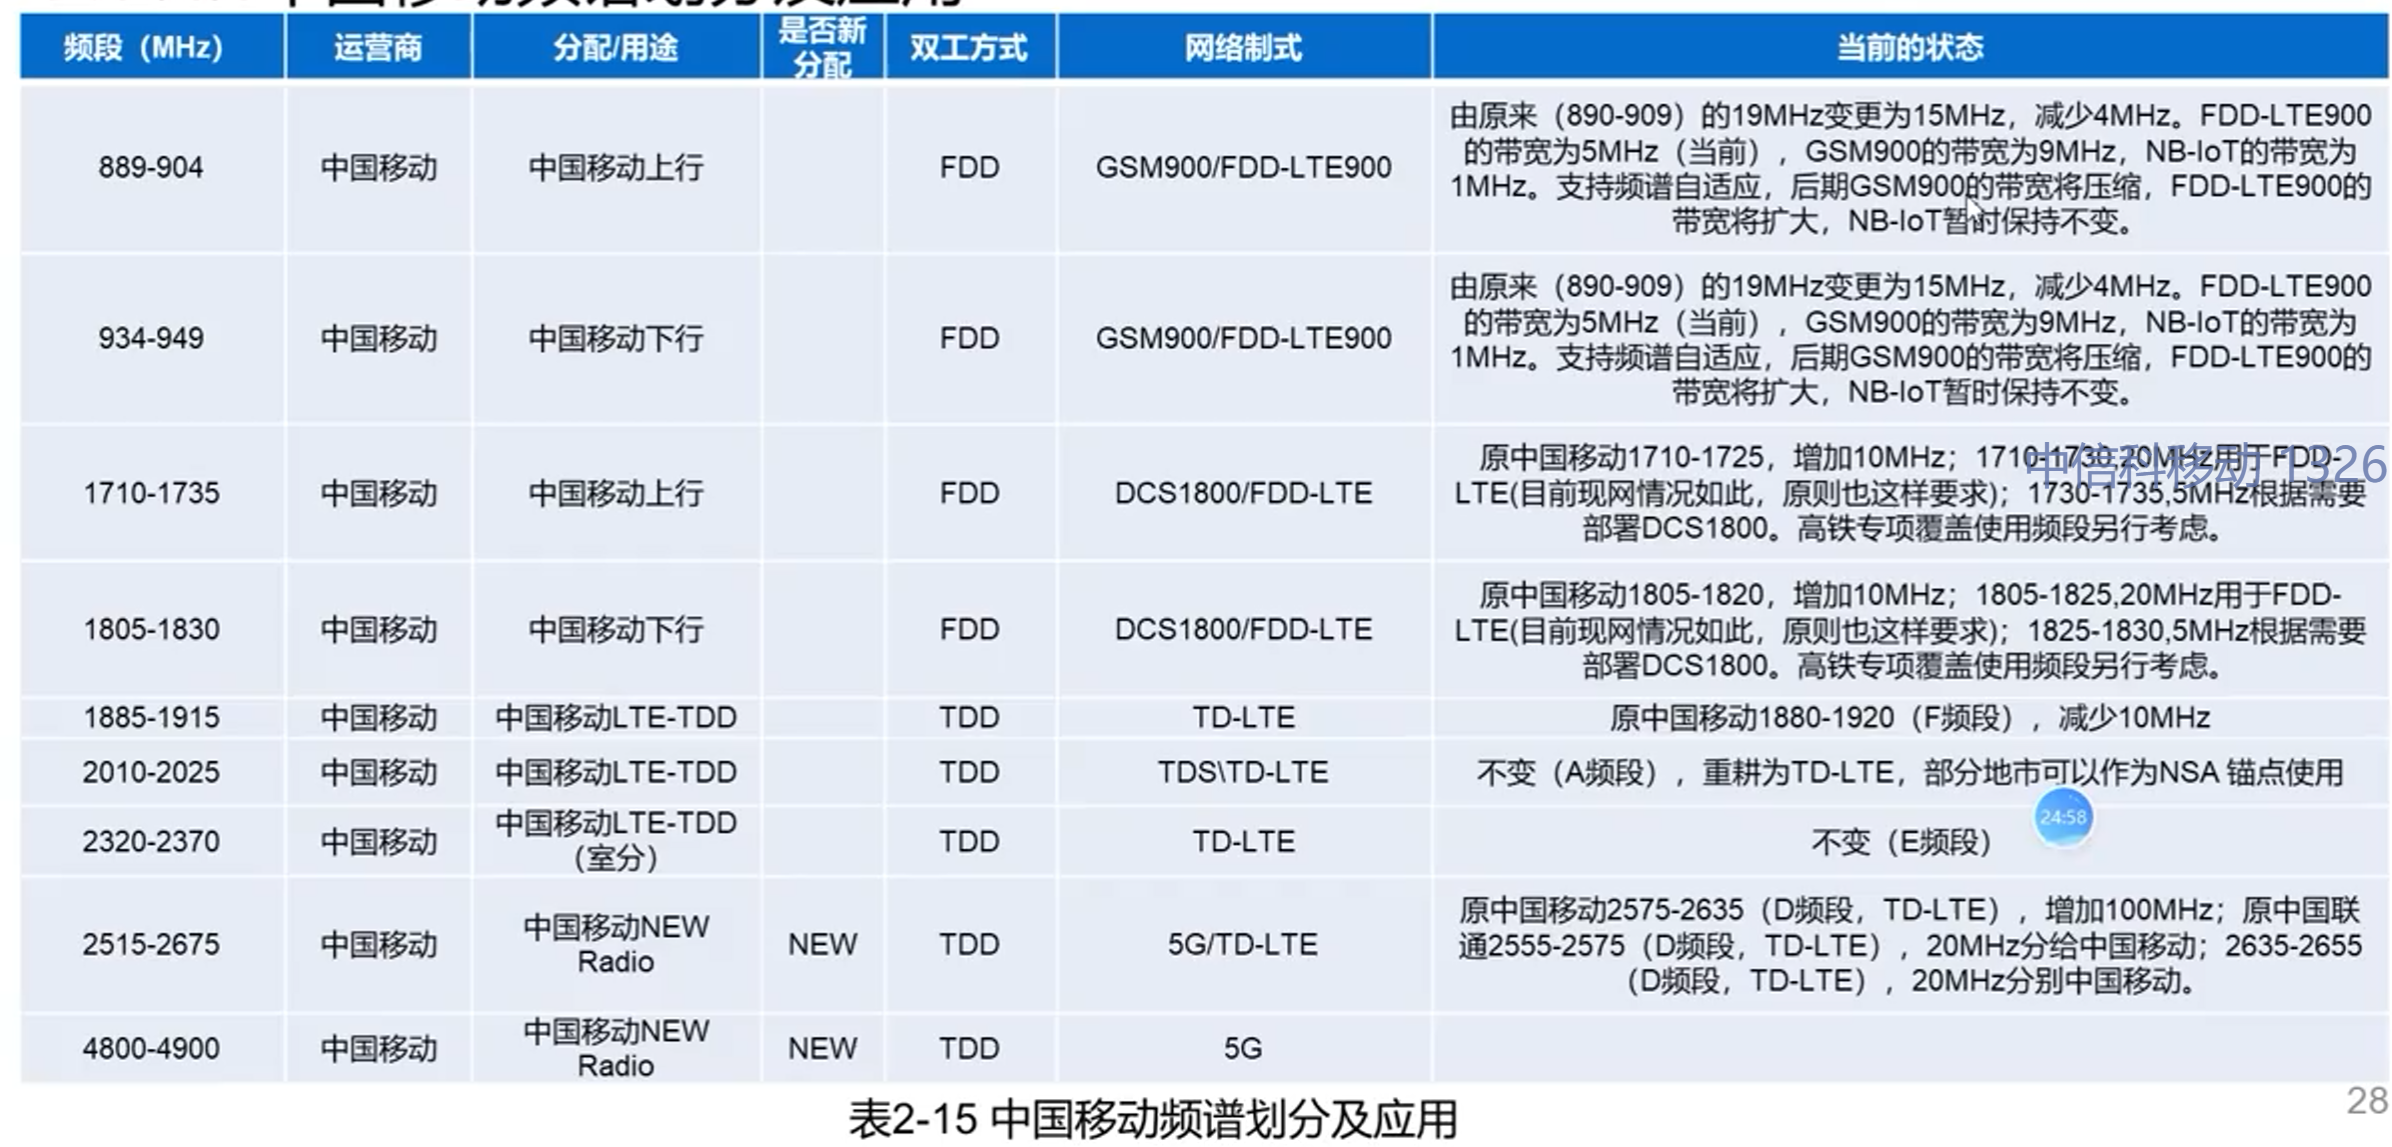 中国移动频谱划分及应用
频段（MHz） 运营商 分配/用途 是否新分配 双工方式 网络制式 当前的状态
889-904 中国移动 中国移动上行 FDD GSM900/FDD-LTE900
由原来（890-909）的19MHz变更为15MHz，减少4MHz。FDD-LTE900
的带宽为5MHz（当前），GSM900的带宽为9MHz，NB-IoT的带宽为
1MHz。支持频谱自适应，后期GSM900的带宽将压缩，FDD-LTE900的
带宽将扩大，NB-IoT暂时保持不变。
934-949 中国移动 中国移动下行 FDD GSM900/FDD-LTE900
由原来（890-909）的19MHz变更为15MHz，减少4MHz。FDD-LTE900
的带宽为5MHz（当前），GSM900的带宽为9MHz，NB-IoT的带宽为
1MHz。支持频谱自适应，后期GSM900的带宽将压缩，FDD-LTE900的
带宽将扩大，NB-IoT暂时保持不变。
1710-1735 中国移动 中国移动上行 FDD DCS1800/FDD-LTE
原中国移动1710-1725，增加10MHz；1710-1730,20MHz用于FDD-
LTE(目前现网情况如此，原则也这样要求)；1730-1735,5MHz根据需要
部署DCS1800。高铁专项覆盖使用频段另行考虑。
中信科移动 1326
1805-1830 中国移动 中国移动下行 FDD DCS1800/FDD-LTE
原中国移动1805-1820，增加10MHz；1805-1825,20MHz用于FDD-
LTE(目前现网情况如此，原则也这样要求)；1825-1830,5MHz根据需要
部署DCS1800。高铁专项覆盖使用频段另行考虑。
1885-1915 中国移动 中国移动LTE-TDD TDD TD-LTE 原中国移动1880-1920（F频段），减少10MHz
2010-2025 中国移动 中国移动LTE-TDD TDD TDS\TD-LTE 不变（A频段），重耕为TD-LTE，部分地市可以作为NSA 锚点使用
24:58
2320-2370 中国移动 中国移动LTE-TDD
（室分） TDD TD-LTE 不变（E频段）
2515-2675 中国移动 中国移动NEW
Radio NEW TDD 5G/TD-LTE
原中国移动2575-2635（D频段，TD-LTE），增加100MHz；原中国联
通2555-2575（D频段，TD-LTE），20MHz分给中国移动；2635-2655
（D频段，TD-LTE），20MHz分别中国移动。
4800-4900 中国移动 中国移动NEW
Radio NEW TDD 5G
28
表2-15 中国移动频谱划分及应用